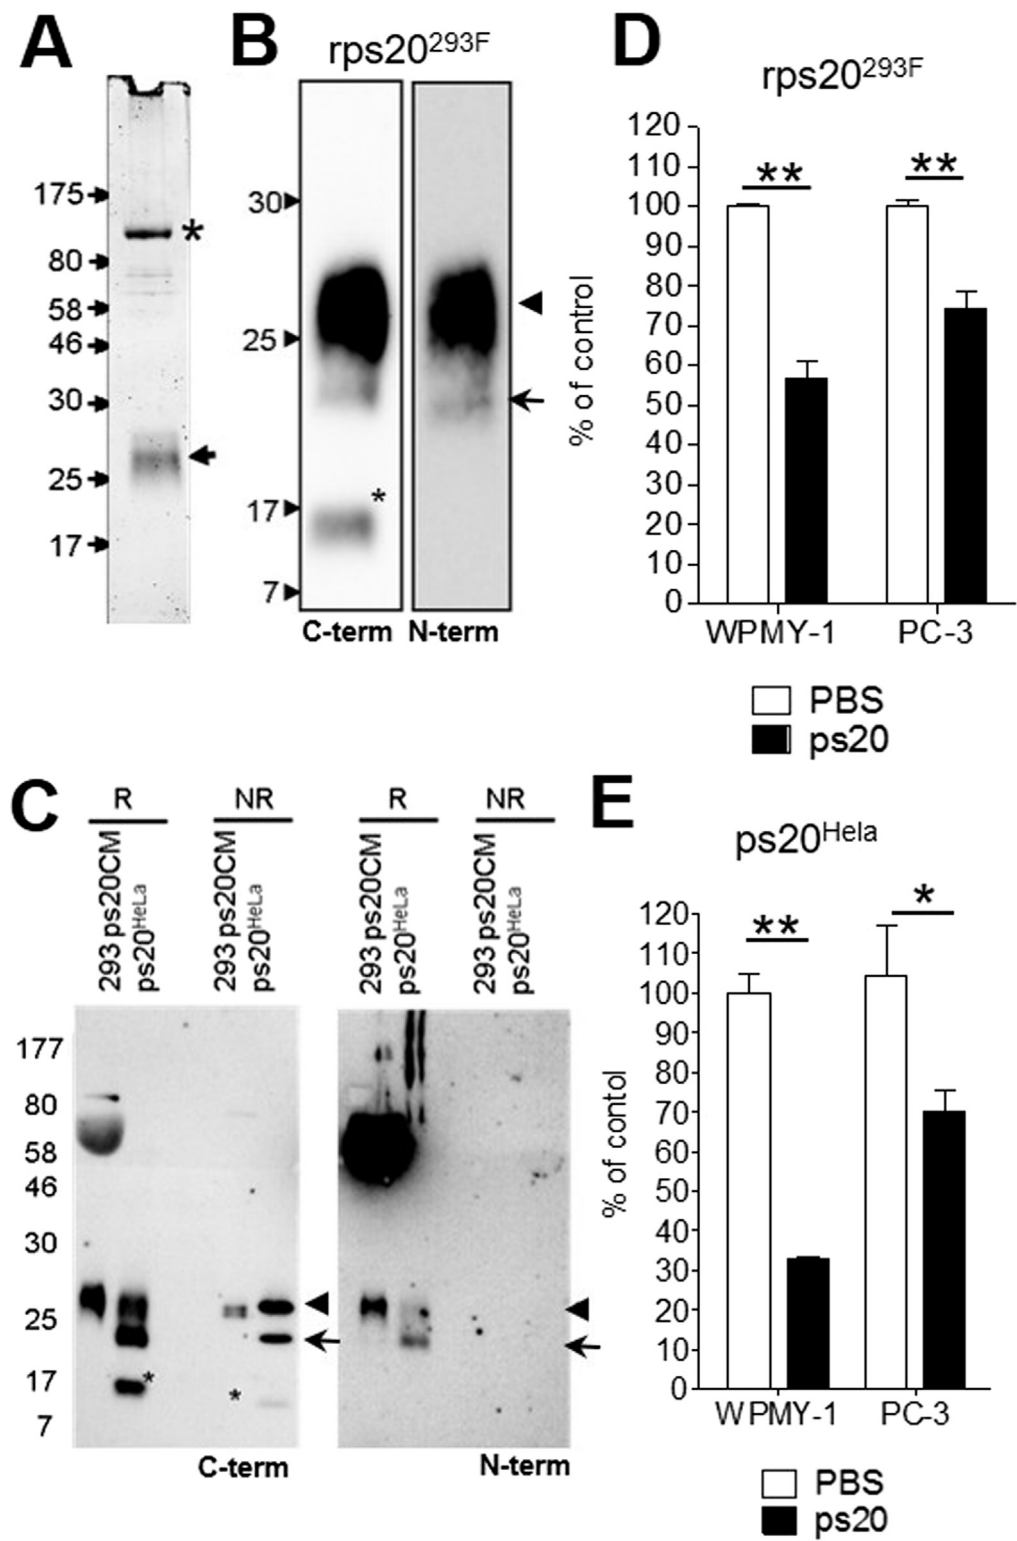 A
175
*
80
58
46
30
25
17
B
rps20²⁹³ᶠ
30
25
17
*
7
C-term N-term
D
rps20²⁹³ᶠ
** **
120
110
100
90
80
70
60
50
40
30
20
10
0
% of control
WPMY-1 PC-3
PBS
ps20
C
R NR R NR
293 ps20CM
ps20ᴴᵉᴸᵃ
293 ps20CM
ps20ᴴᵉᴸᵃ
293 ps20CM
ps20ᴴᵉᴸᵃ
293 ps20CM
ps20ᴴᵉᴸᵃ
177
80
58
46
30
25
17
7
* *
C-term N-term
E
ps20ᴴᵉˡᵃ
** *
120
110
100
90
80
70
60
50
40
30
20
10
0
% of contol
WPMY-1 PC-3
PBS
ps20